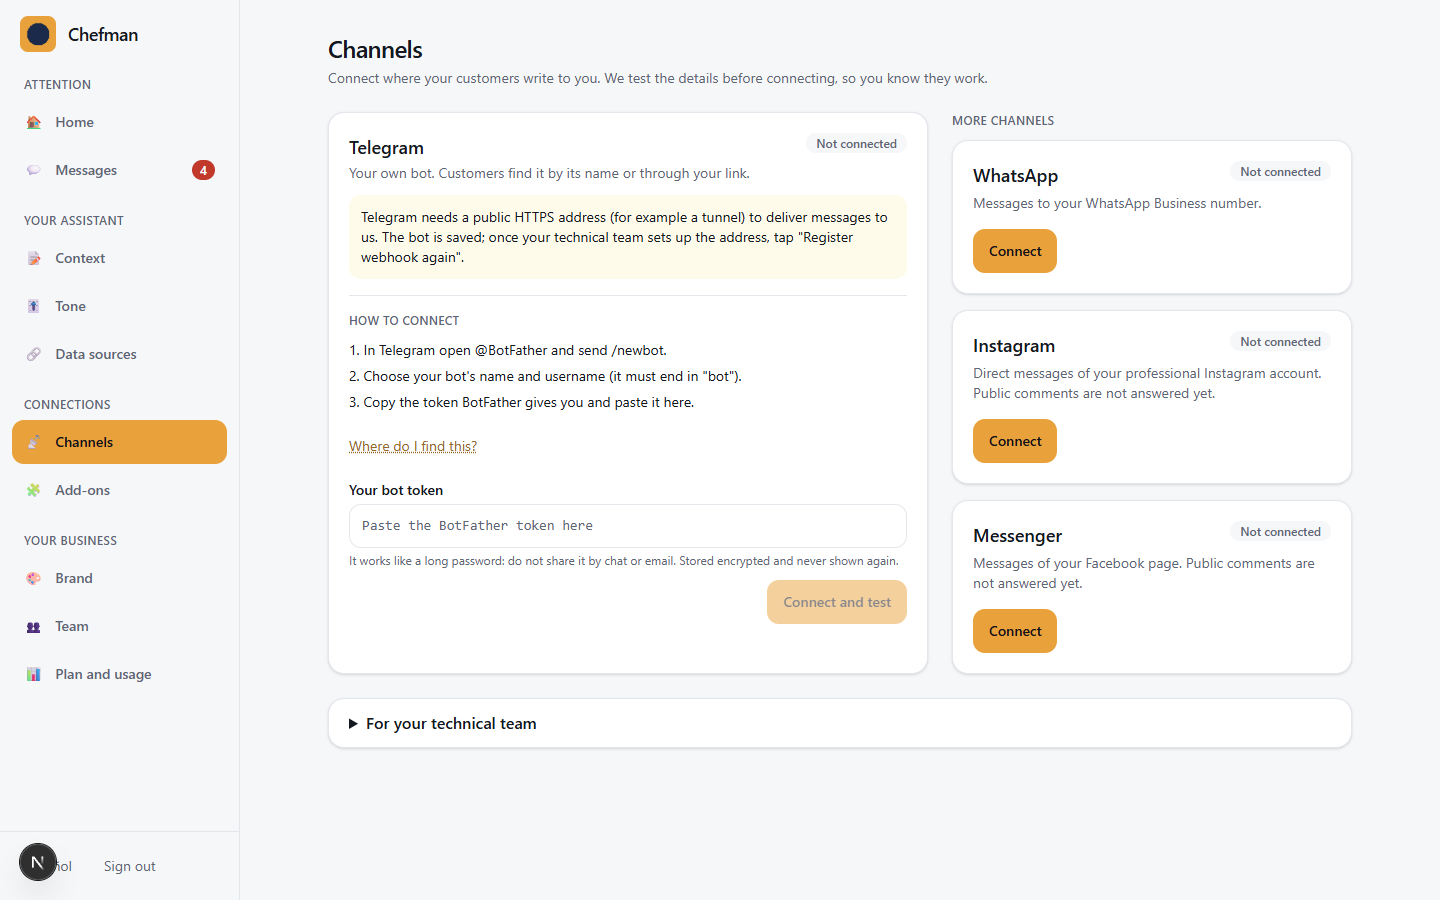 Chefman
ATTENTION
Home
Messages
4
YOUR ASSISTANT
Context
Tone
Data sources
CONNECTIONS
Channels
Add-ons
YOUR BUSINESS
Brand
Team
Plan and usage
Sign out
Channels
Connect where your customers write to you. We test the details before connecting, so you know they work.
Telegram
Not connected
Your own bot. Customers find it by its name or through your link.
Telegram needs a public HTTPS address (for example a tunnel) to deliver messages to
us. The bot is saved; once your technical team sets up the address, tap "Register
webhook again".
HOW TO CONNECT
1. In Telegram open @BotFather and send /newbot.
2. Choose your bot's name and username (it must end in "bot").
3. Copy the token BotFather gives you and paste it here.
Where do I find this?
Your bot token
Paste the BotFather token here
It works like a long password: do not share it by chat or email. Stored encrypted and never shown again.
Connect and test
MORE CHANNELS
WhatsApp
Not connected
Messages to your WhatsApp Business number.
Connect
Instagram
Not connected
Direct messages of your professional Instagram account.
Public comments are not answered yet.
Connect
Messenger
Not connected
Messages of your Facebook page. Public comments are
not answered yet.
Connect
For your technical team